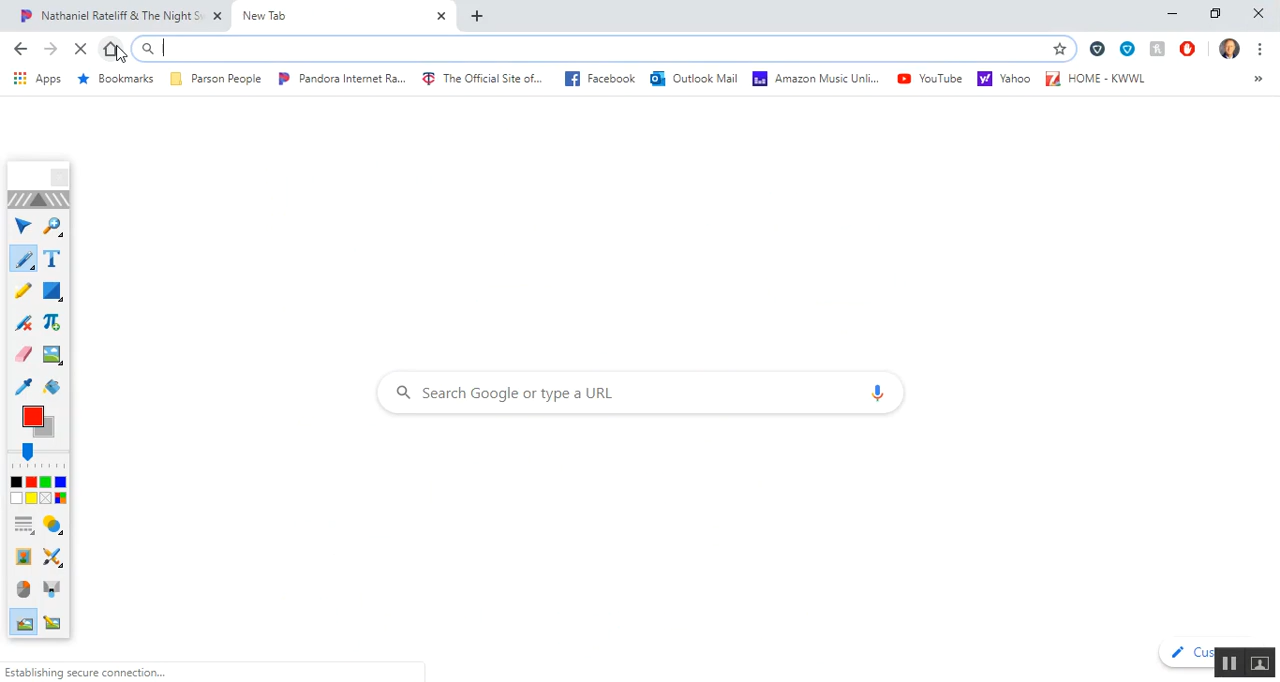 Nathaniel Rateliff & The Night Sw
New Tab
Apps
Bookmarks
Parson People
Pandora Internet Ra...
The Official Site of...
Facebook
Outlook Mail
Amazon Music Unli...
YouTube
Yahoo
HOME - KWWL
Search Google or type a URL
Cus
Establishing secure connection...